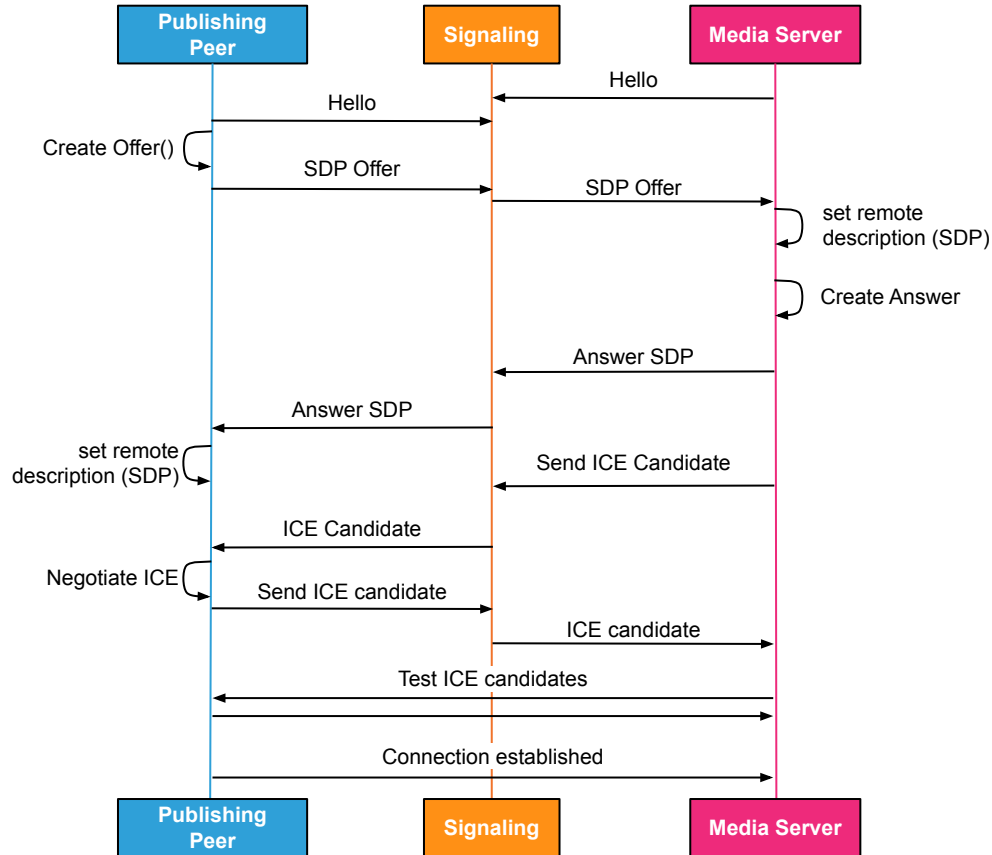 Publishing
Peer
Signaling
Media Server
Hello
Hello
Create Offer()
SDP Offer
SDP Offer
set remote
description (SDP)
Create Answer
Answer SDP
Answer SDP
set remote
description (SDP)
Send ICE Candidate
ICE Candidate
Negotiate ICE
Send ICE candidate
ICE candidate
Test ICE candidates
Connection established
Publishing
Peer
Signaling
Media Server